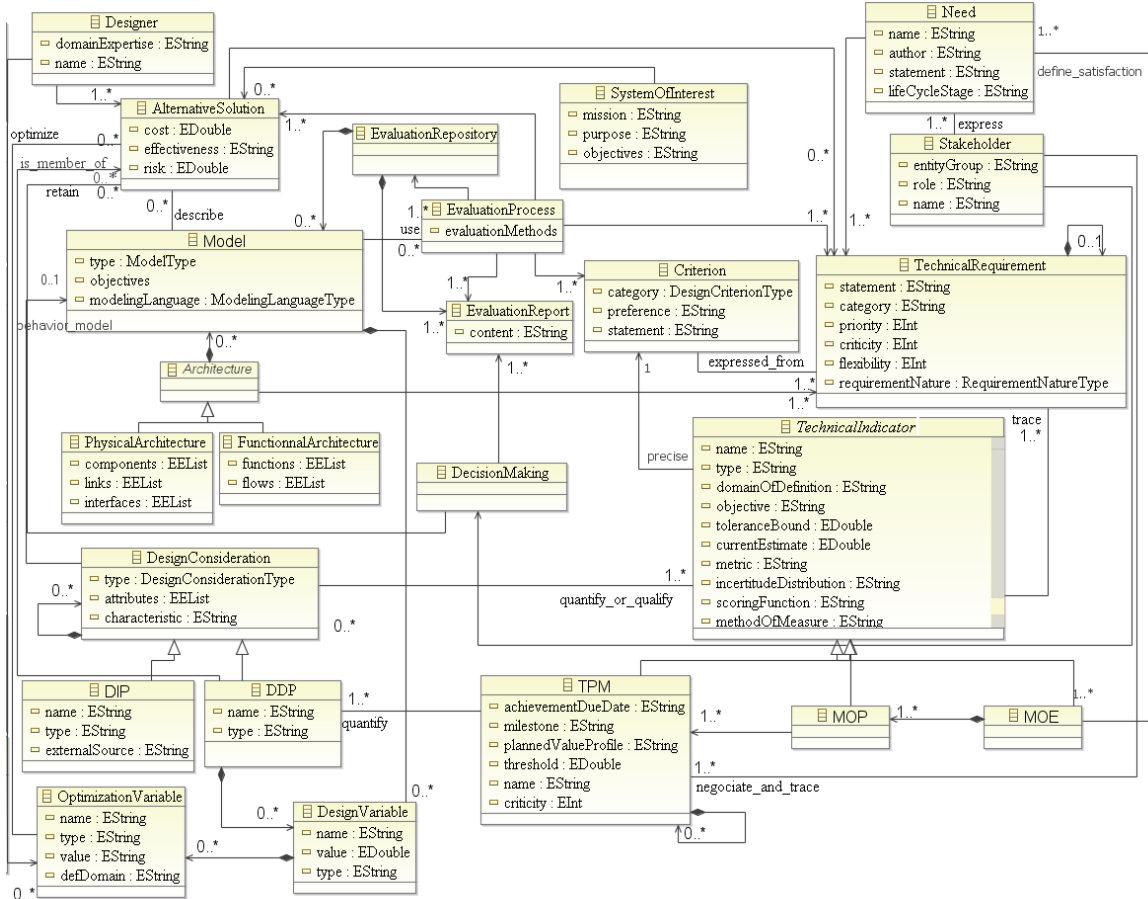 Designer
domainExpertise : EString
name : EString
1..*
AlternativeSolution
cost : EDouble
effectiveness : EString
risk : EDouble
optimize
0..*
is_member_of
0..*
retain
0..*
0..*
1..*
0..*
describe
EvaluationRepository
SystemOfInterest
mission : EString
purpose : EString
objectives : EString
Need
name : EString
author : EString
statement : EString
lifeCycleStage : EString
1..*
define_satisfaction
1..*
express
Stakeholder
entityGroup : EString
role : EString
name : EString
0..*
1..*
1..*
0..*
1..*
use
0..*
EvaluationProcess
evaluationMethods
Model
type : ModelType
objectives
modelingLanguage : ModelingLanguageType
0..1
behavior_model
0..*
1..*
1..*
EvaluationReport
content : EString
1..*
1..*
Criterion
category : DesignCriterionType
preference : EString
statement : EString
expressed_from
1
TechnicalRequirement
0..1
statement : EString
category : EString
priority : EInt
criticity : EInt
flexibility : EInt
requirementNature : RequirementNatureType
1..*
1..*
trace
1..*
Architecture
PhysicalArchitecture
components : EEList
links : EEList
interfaces : EEList
FunctionnalArchitecture
functions : EEList
flows : EEList
DecisionMaking
precise
TechnicalIndicator
name : EString
type : EString
domainOfDefinition : EString
objective : EString
toleranceBound : EDouble
currentEstimate : EDouble
metric : EString
incertitudeDistribution : EString
scoringFunction : EString
methodOfMeasure : EString
DesignConsideration
type : DesignConsiderationType
attributes : EEList
characteristic : EString
0..*
0..*
1..*
quantify_or_qualify
DIP
name : EString
type : EString
externalSource : EString
DDP
name : EString
type : EString
1..*
quantify
TPM
achievementDueDate : EString
milestone : EString
plannedValueProfile : EString
threshold : EDouble
name : EString
criticity : EInt
1..*
MOP
1..*
MOE
1..*
1..*
negotiate_and_trace
0..*
OptimizationVariable
name : EString
type : EString
value : EString
defDomain : EString
0..*
0..*
0..*
DesignVariable
name : EString
value : EDouble
type : EString
0..*